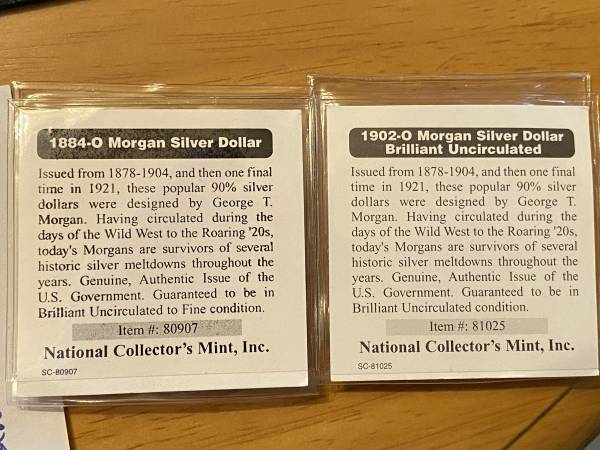 1884-O Morgan Silver Dollar
Issued from 1878-1904, and then one final
time in 1921, these popular 90% silver
dollars were designed by George T.
Morgan. Having circulated during the
days of the Wild West to the Roaring '20s,
today's Morgans are survivors of several
historic silver meltdowns throughout the
years. Genuine, Authentic Issue of the
U.S. Government. Guaranteed to be in
Brilliant Uncirculated to Fine condition.
Item #: 80907
National Collector's Mint, Inc.
SC-80907
1902-O Morgan Silver Dollar
Brilliant Uncirculated
Issued from 1878-1904, and then one final
time in 1921, these popular 90% silver
dollars were designed by George T.
Morgan. Having circulated during the
days of the Wild West to the Roaring '20s,
today's Morgans are survivors of several
historic silver meltdowns throughout the
years. Genuine, Authentic Issue of the
U.S. Government. Guaranteed to be in
Brilliant Uncirculated condition.
Item #: 81025
National Collector's Mint, Inc.
SC-81025